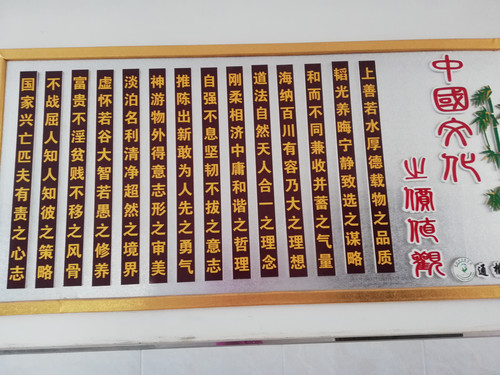 中國文化
之價值觀
上善若水厚德载物之品质
韬光养晦宁静致远之谋略
和而不同兼收并蓄之气量
海纳百川有容乃大之理想
道法自然天人合一之理念
刚柔相济中庸和谐之哲理
自强不息坚韧不拔之意志
推陈出新敢为人先之勇气
神游物外得意忘形之审美
淡泊名利清净超然之境界
虚怀若谷大智若愚之修养
富贵不淫贫贱不移之风骨
不战屈人知人知彼之策略
国家兴亡匹夫有责之心志